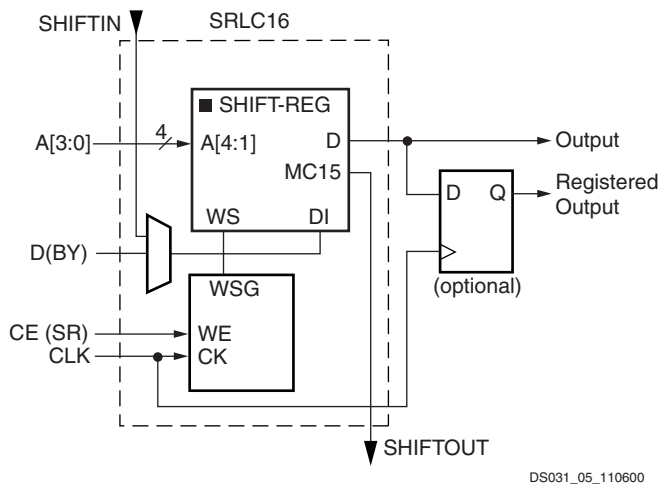 SHIFTIN
SRLC16
SHIFT-REG
A[3:0]
4
A[4:1]
D
Output
MC15
D
Q
Registered
Output
WS
DI
D(BY)
WSG
(optional)
CE (SR)
WE
CLK
CK
SHIFTOUT
DS031_05_110600